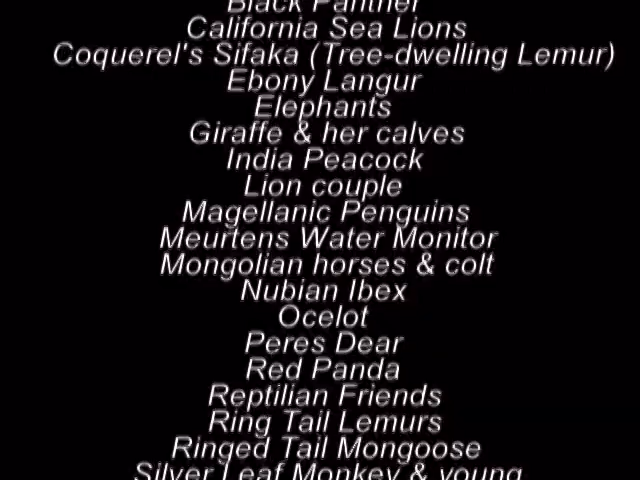 Black Panther
California Sea Lions
Coquerel's Sifaka (Tree-dwelling Lemur)
Ebony Langur
Elephants
Giraffe & her calves
India Peacock
Lion couple
Magellanic Penguins
Meurtens Water Monitor
Mongolian horses & colt
Nubian Ibex
Ocelot
Peres Dear
Red Panda
Reptilian Friends
Ring Tail Lemurs
Ringed Tail Mongoose
Silver Leaf Monkey & young